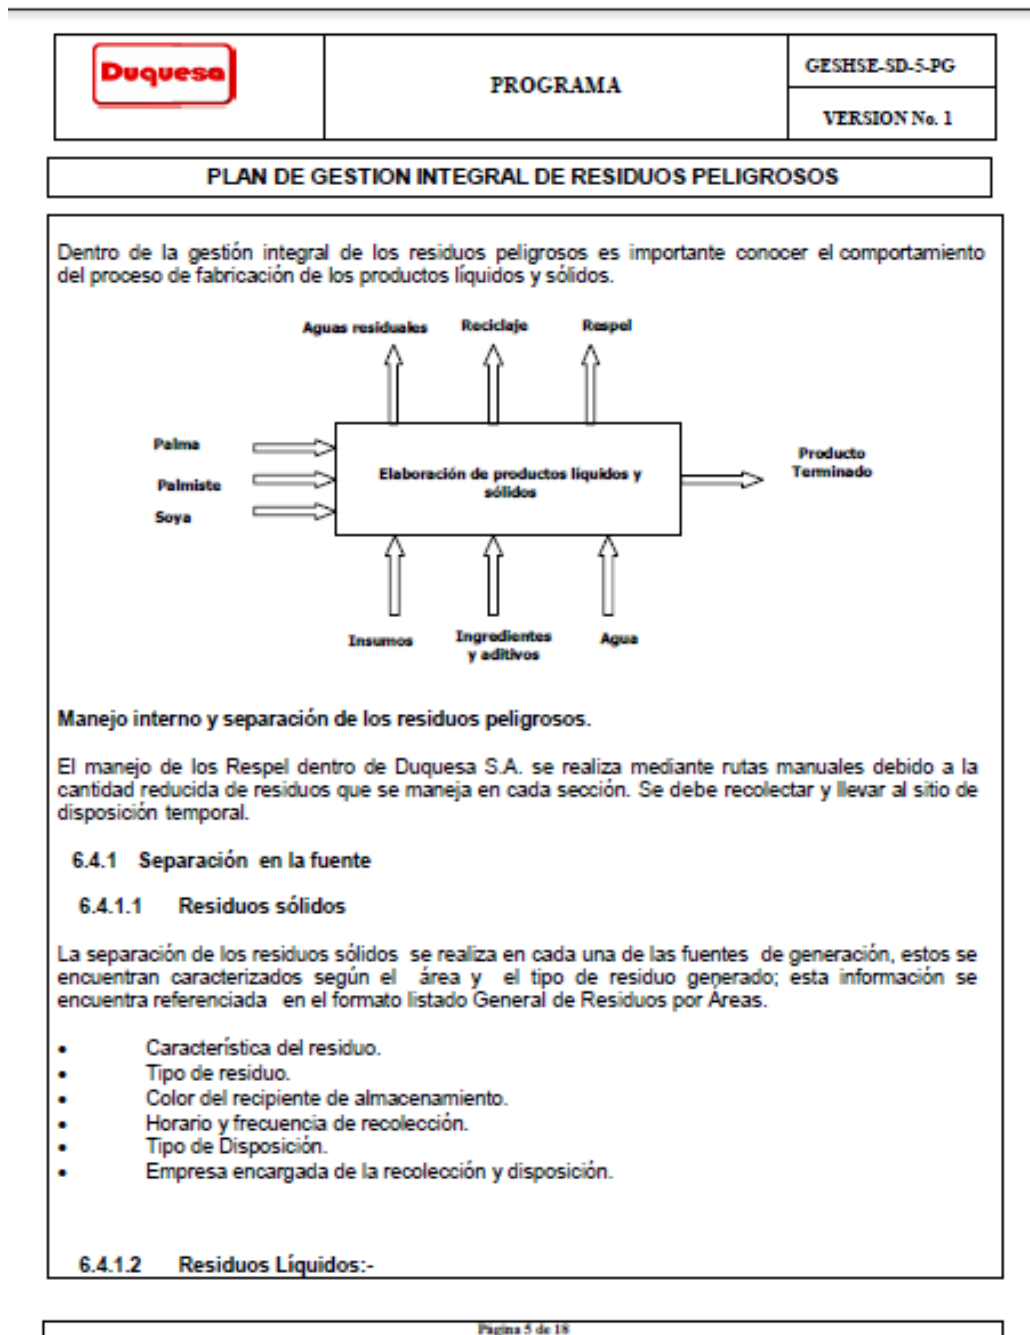 Duquesa
PROGRAMA
GESHSE-SD-5-PG
VERSION No. 1
PLAN DE GESTION INTEGRAL DE RESIDUOS PELIGROSOS
Dentro de la gestión integral de los residuos peligrosos es importante conocer el comportamiento
del proceso de fabricación de los productos líquidos y sólidos.
Aguas residuales Reciclaje Respel
Palma
Palmiste
Soya
Elaboración de productos líquidos y
sólidos
Producto
Terminado
Insumos
Ingredientes
y aditivos
Agua
Manejo interno y separación de los residuos peligrosos.
El manejo de los Respel dentro de Duquesa S.A. se realiza mediante rutas manuales debido a la
cantidad reducida de residuos que se maneja en cada sección. Se debe recolectar y llevar al sitio de
disposición temporal.
6.4.1 Separación en la fuente
6.4.1.1 Residuos sólidos
La separación de los residuos sólidos se realiza en cada una de las fuentes de generación, estos se
encuentran caracterizados según el área y el tipo de residuo generado; esta información se
encuentra referenciada en el formato listado General de Residuos por Áreas.
• Característica del residuo.
• Tipo de residuo.
• Color del recipiente de almacenamiento.
• Horario y frecuencia de recolección.
• Tipo de Disposición.
• Empresa encargada de la recolección y disposición.
6.4.1.2 Residuos Líquidos:-
Página 5 de 18